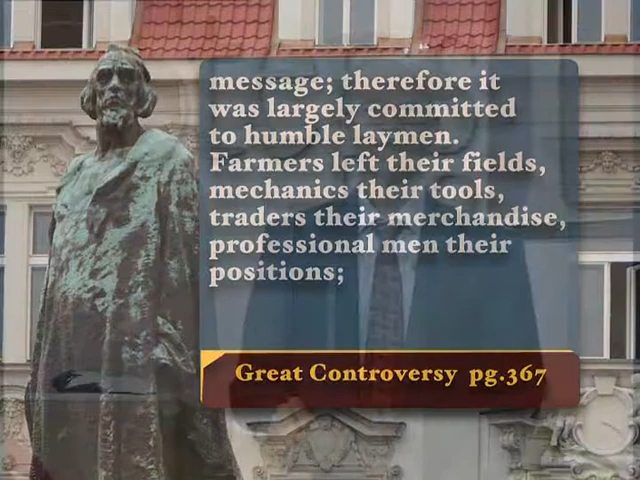 message; therefore it
was largely committed
to humble laymen.
Farmers left their fields,
mechanics their tools,
traders their merchandise,
professional men their
positions;
Great Controversy pg.367